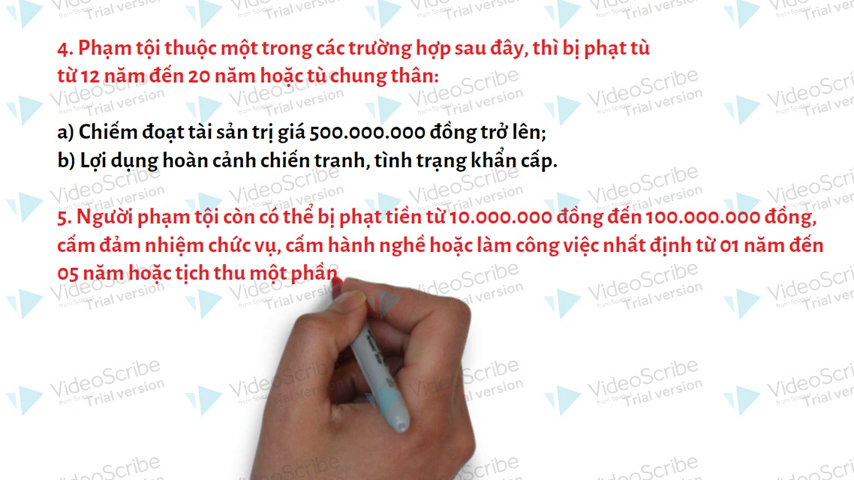 4. Phạm tội thuộc một trong các trường hợp sau đây, thì bị phạt tù
từ 12 năm đến 20 năm hoặc tù chung thân:
a) Chiếm đoạt tài sản trị giá 500.000.000 đồng trở lên;
b) Lợi dụng hoàn cảnh chiến tranh, tình trạng khẩn cấp.
5. Người phạm tội còn có thể bị phạt tiền từ 10.000.000 đồng đến 100.000.000 đồng,
cấm đảm nhiệm chức vụ, cấm hành nghề hoặc làm công việc nhất định từ 01 năm đến
05 năm hoặc tịch thu một phần
VideoScribe
Trial version